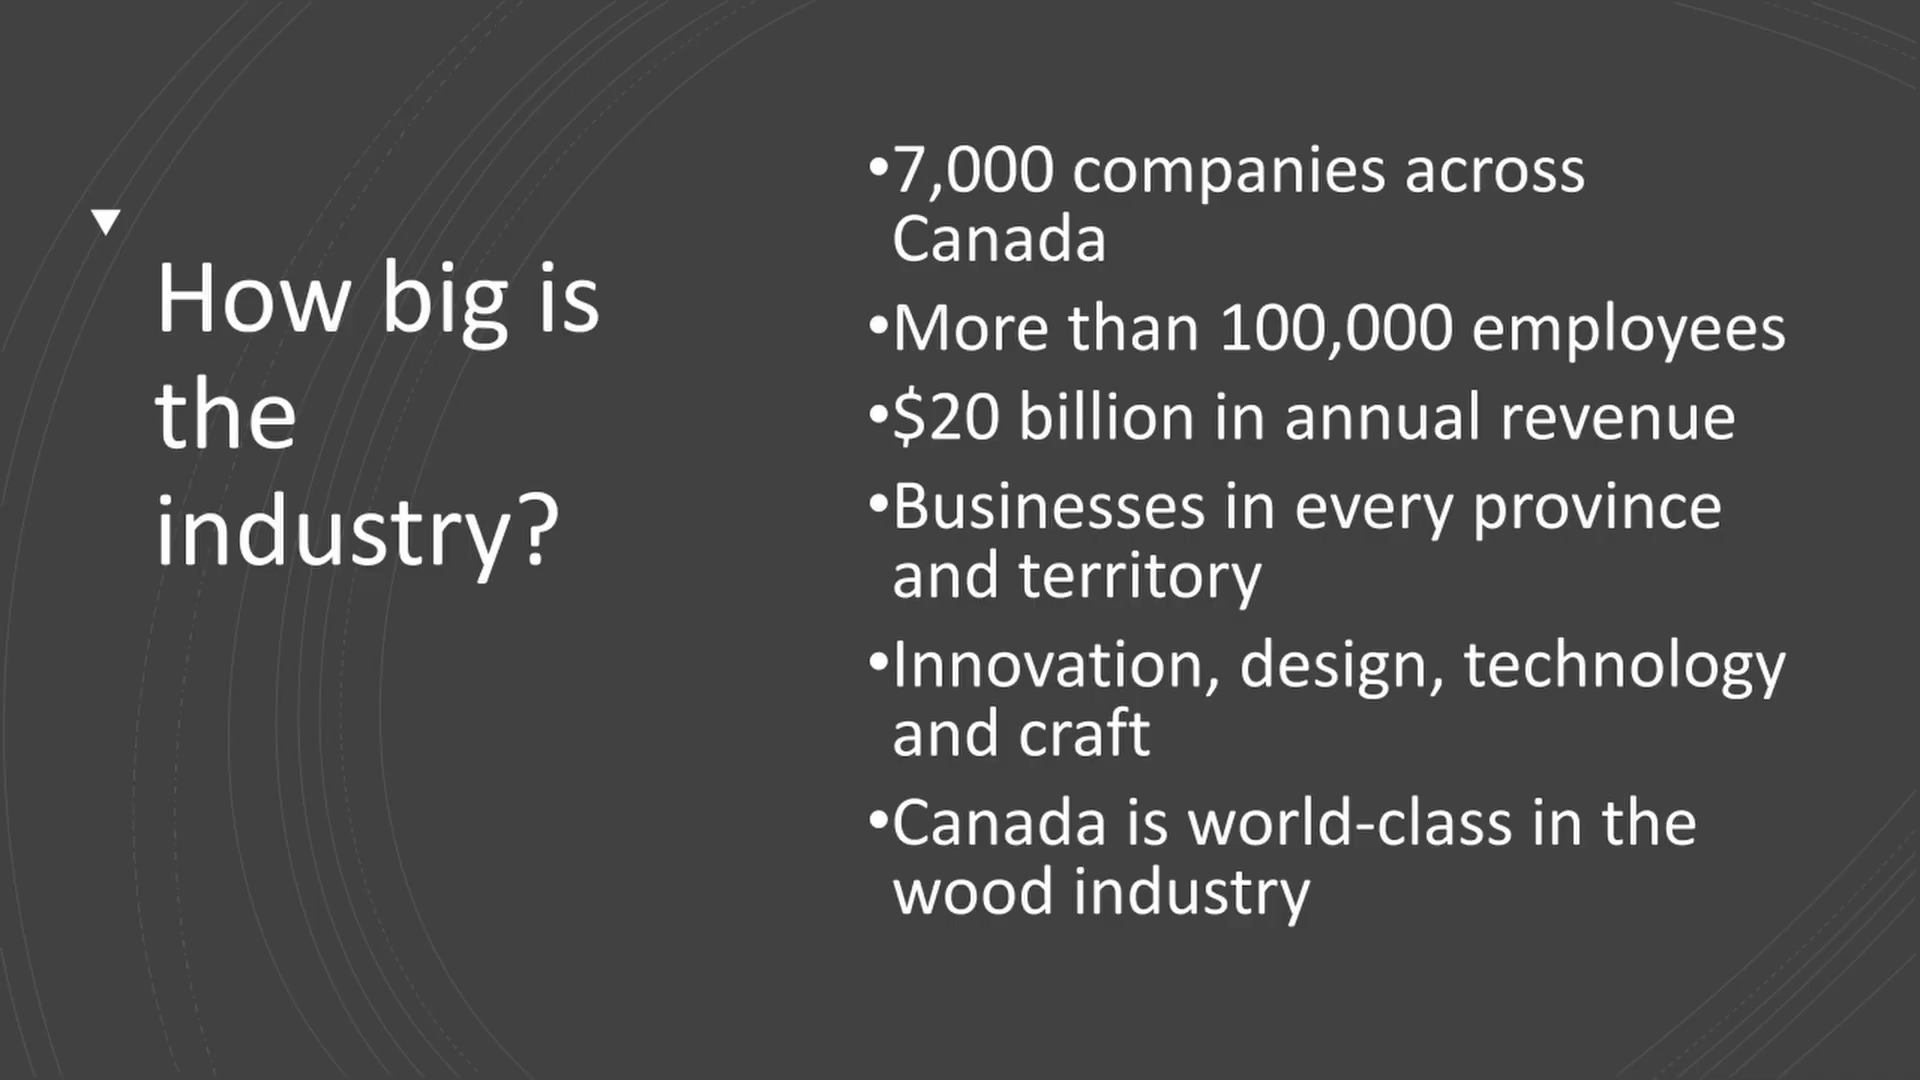 How big is
the
industry?
•7,000 companies across
Canada
•More than 100,000 employees
•$20 billion in annual revenue
•Businesses in every province
and territory
•Innovation, design, technology
and craft
•Canada is world-class in the
wood industry